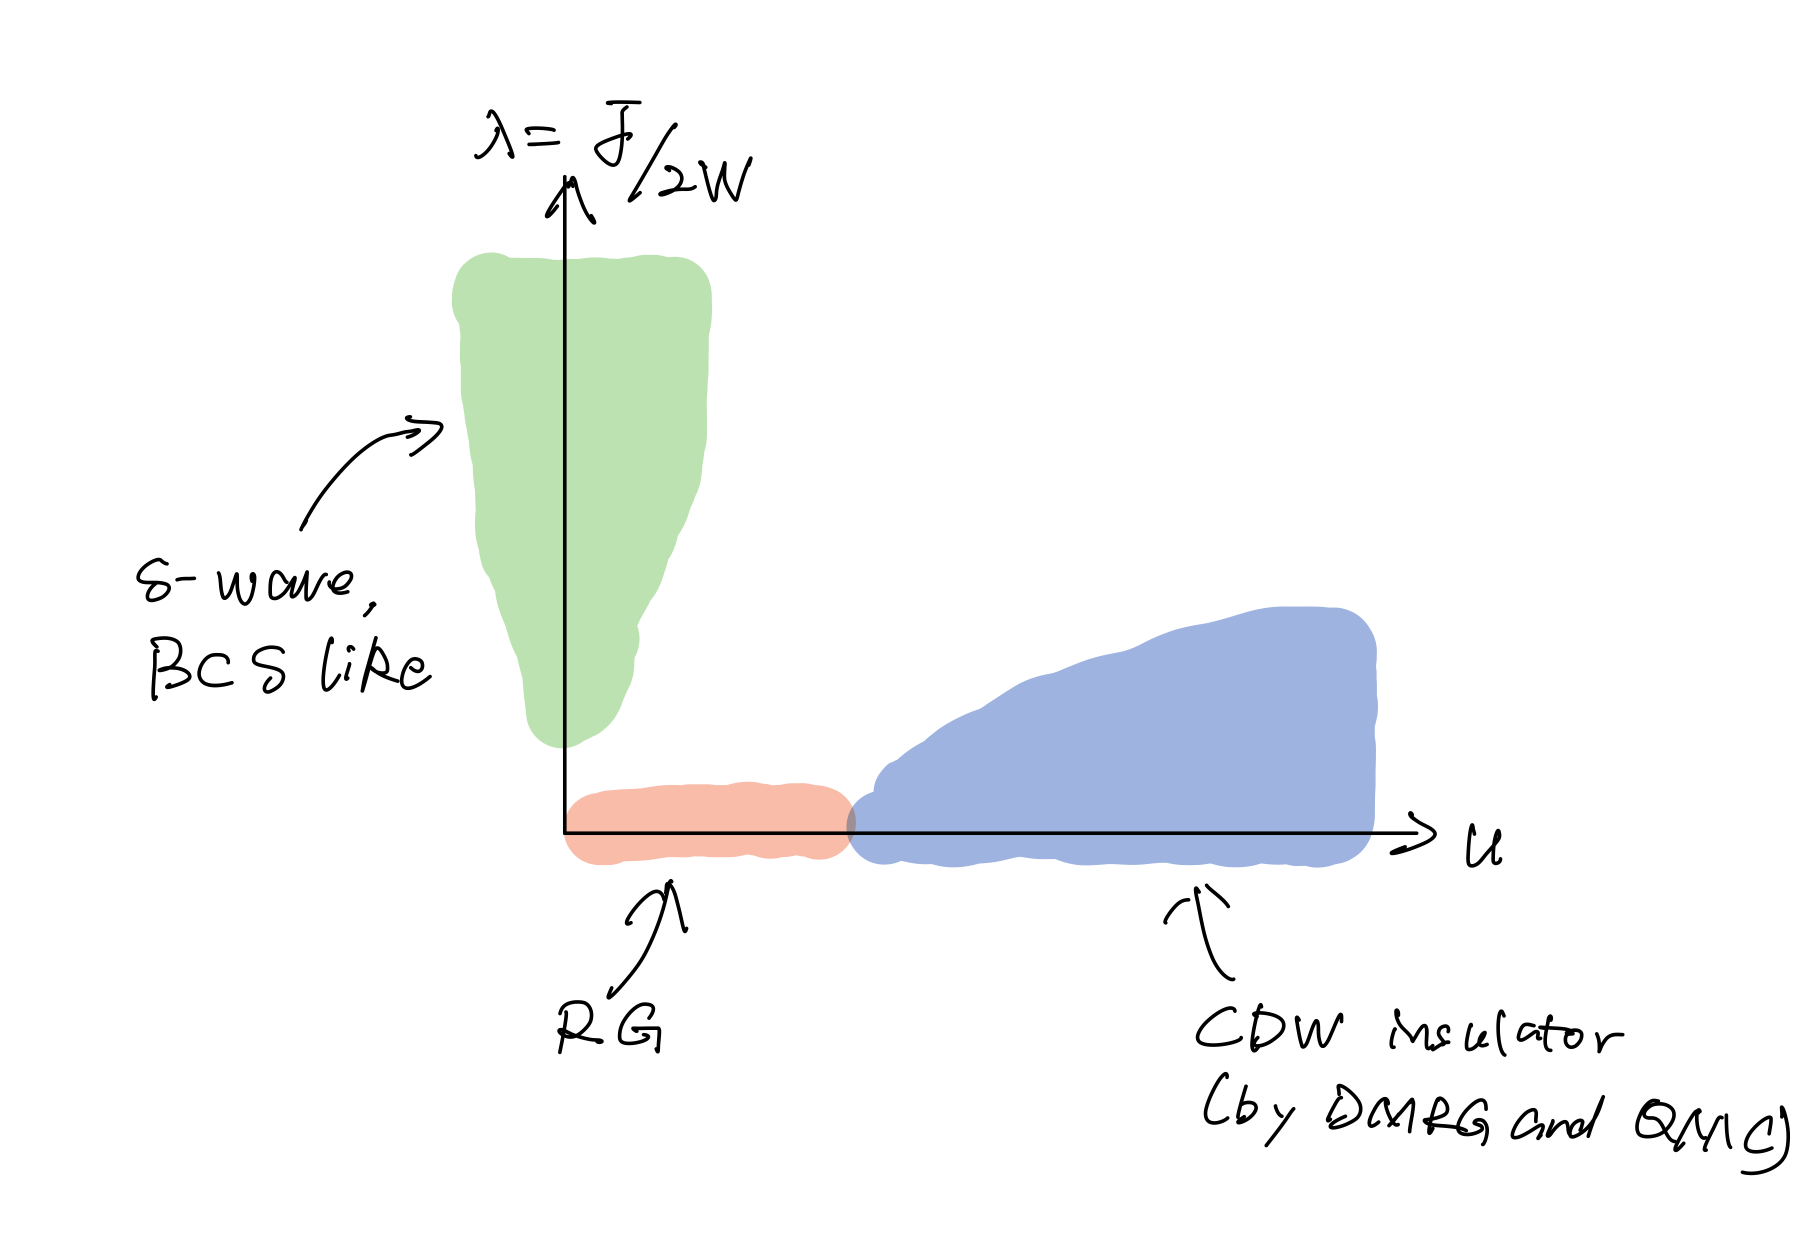 λ = J/2W
s-wave,
BCS like
u
RG
CDW insulator
(by DMRG and QMC)